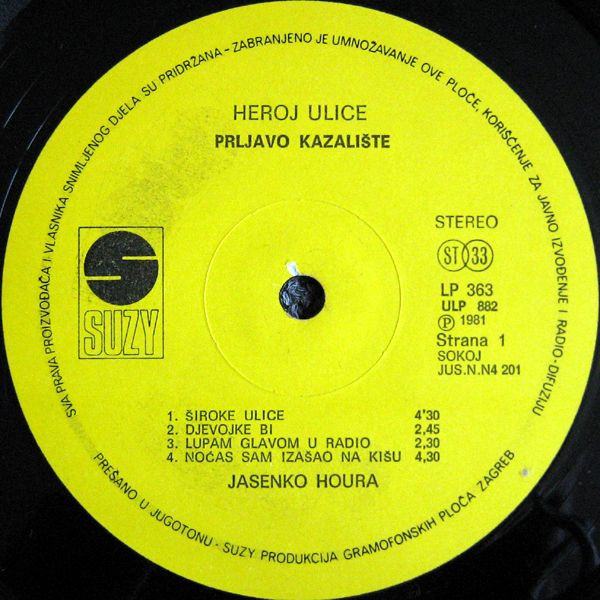 SVA PRAVA PROIZVOĐAČA I VLASNIKA SNIMLJENOG DJELA SU PRIDRŽANA - ZABRANJENO JE UMNOŽAVANJE OVE PLOČE, KORIŠĆENJE ZA JAVNO IZVOĐENJE I RADIO-DIFUZIJU
HEROJ ULICE
PRLJAVO KAZALIŠTE
STEREO
ST 33
SUZY
LP 363
ULP 882
Ⓟ 1981
Strana 1
SOKOJ
JUS.N.N4 201
1. ŠIROKE ULICE 4'30
2. DJEVOJKE BI 2,45
3. LUPAM GLAVOM U RADIO 2,30
4. NOĆAS SAM IZAŠAO NA KIŠU 4,30
JASENKO HOURA
PREŠANO U JUGOTONU - SUZY PRODUKCIJA GRAMOFONSKIH PLOČA ZAGREB